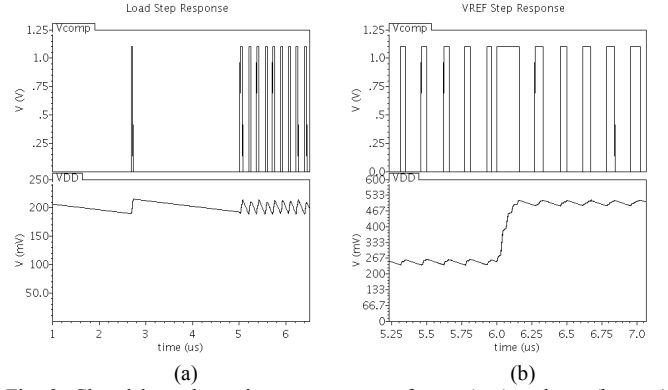 Load Step Response
Vcomp
1.25
1.0
.75
.5
.25
V (V)
VDD
250
200
150
100
50.0
V (mV)
1 2 3 4 5 6
time (us)
(a)
VREF Step Response
Vcomp
1.25
1.0
.75
.5
.25
0.0
V (V)
VDD
600
533
467
400
333
267
200
133
66.7
0
V (mV)
5.25 5.5 5.75 6.0 6.25 6.5 6.75 7.0
time (us)
(b)